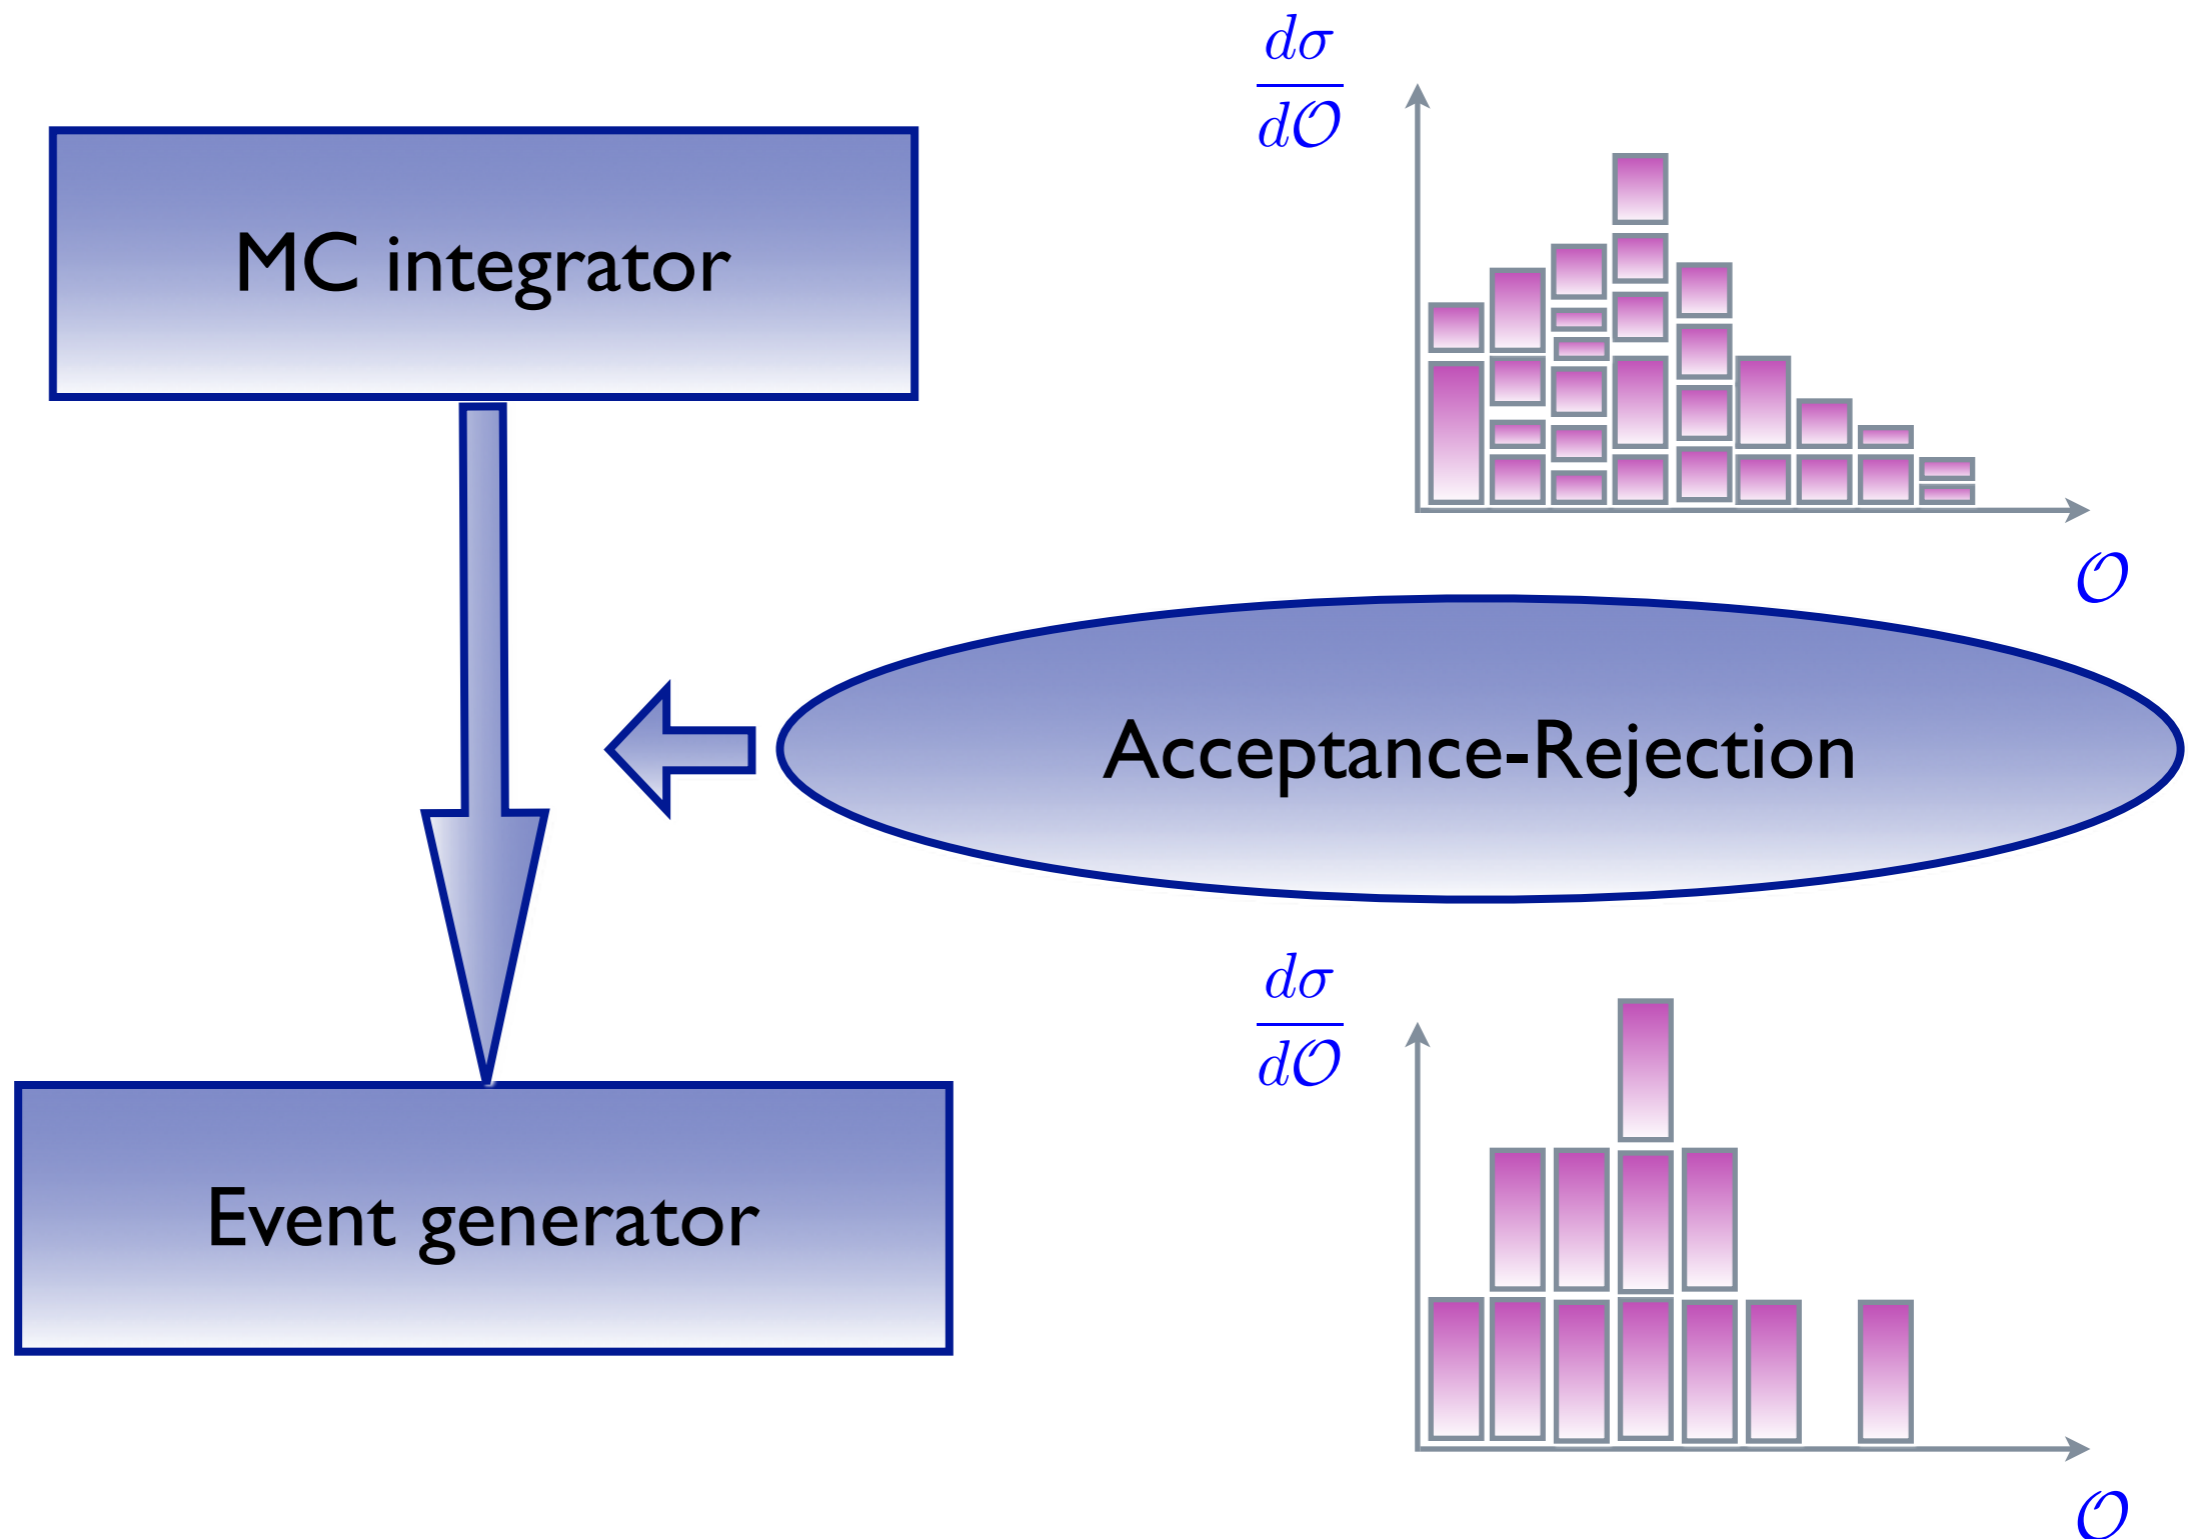 dσ
d𝒪
MC integrator
𝒪
Acceptance-Rejection
dσ
d𝒪
Event generator
𝒪